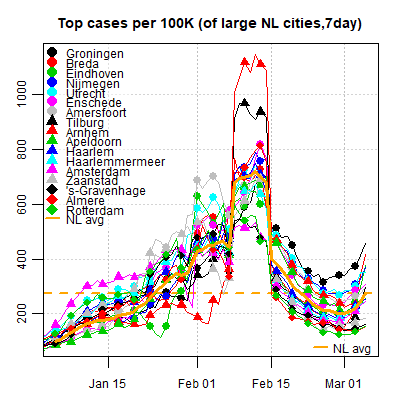 Top cases per 100K (of large NL cities,7day)
Groningen
Breda
Eindhoven
Nijmegen
Utrecht
Enschede
Amersfoort
Tilburg
Arnhem
Apeldoorn
Haarlem
Haarlemmermeer
Amsterdam
Zaanstad
's-Gravenhage
Almere
Rotterdam
NL avg
1000
800
600
400
200
NL avg
Jan 15
Feb 01
Feb 15
Mar 01